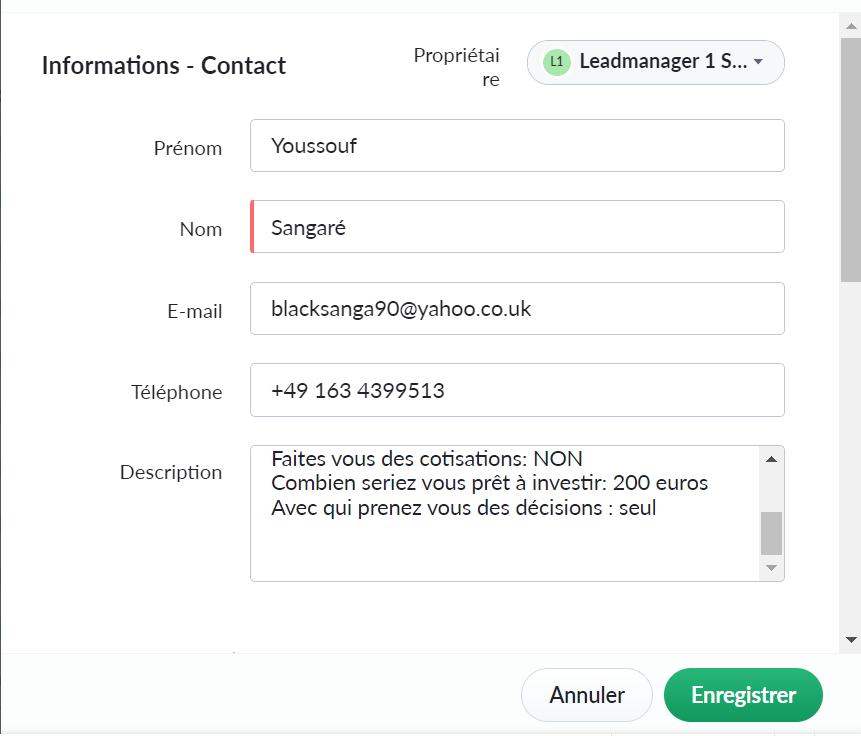 Informations - Contact
Propriétai
re
L1 Leadmanager 1 S...
Prénom
Youssouf
Nom
Sangaré
E-mail
blacksanga90@yahoo.co.uk
Téléphone
+49 163 4399513
Description
Faites vous des cotisations: NON
Combien seriez vous prêt à investir: 200 euros
Avec qui prenez vous des décisions : seul
Annuler
Enregistrer